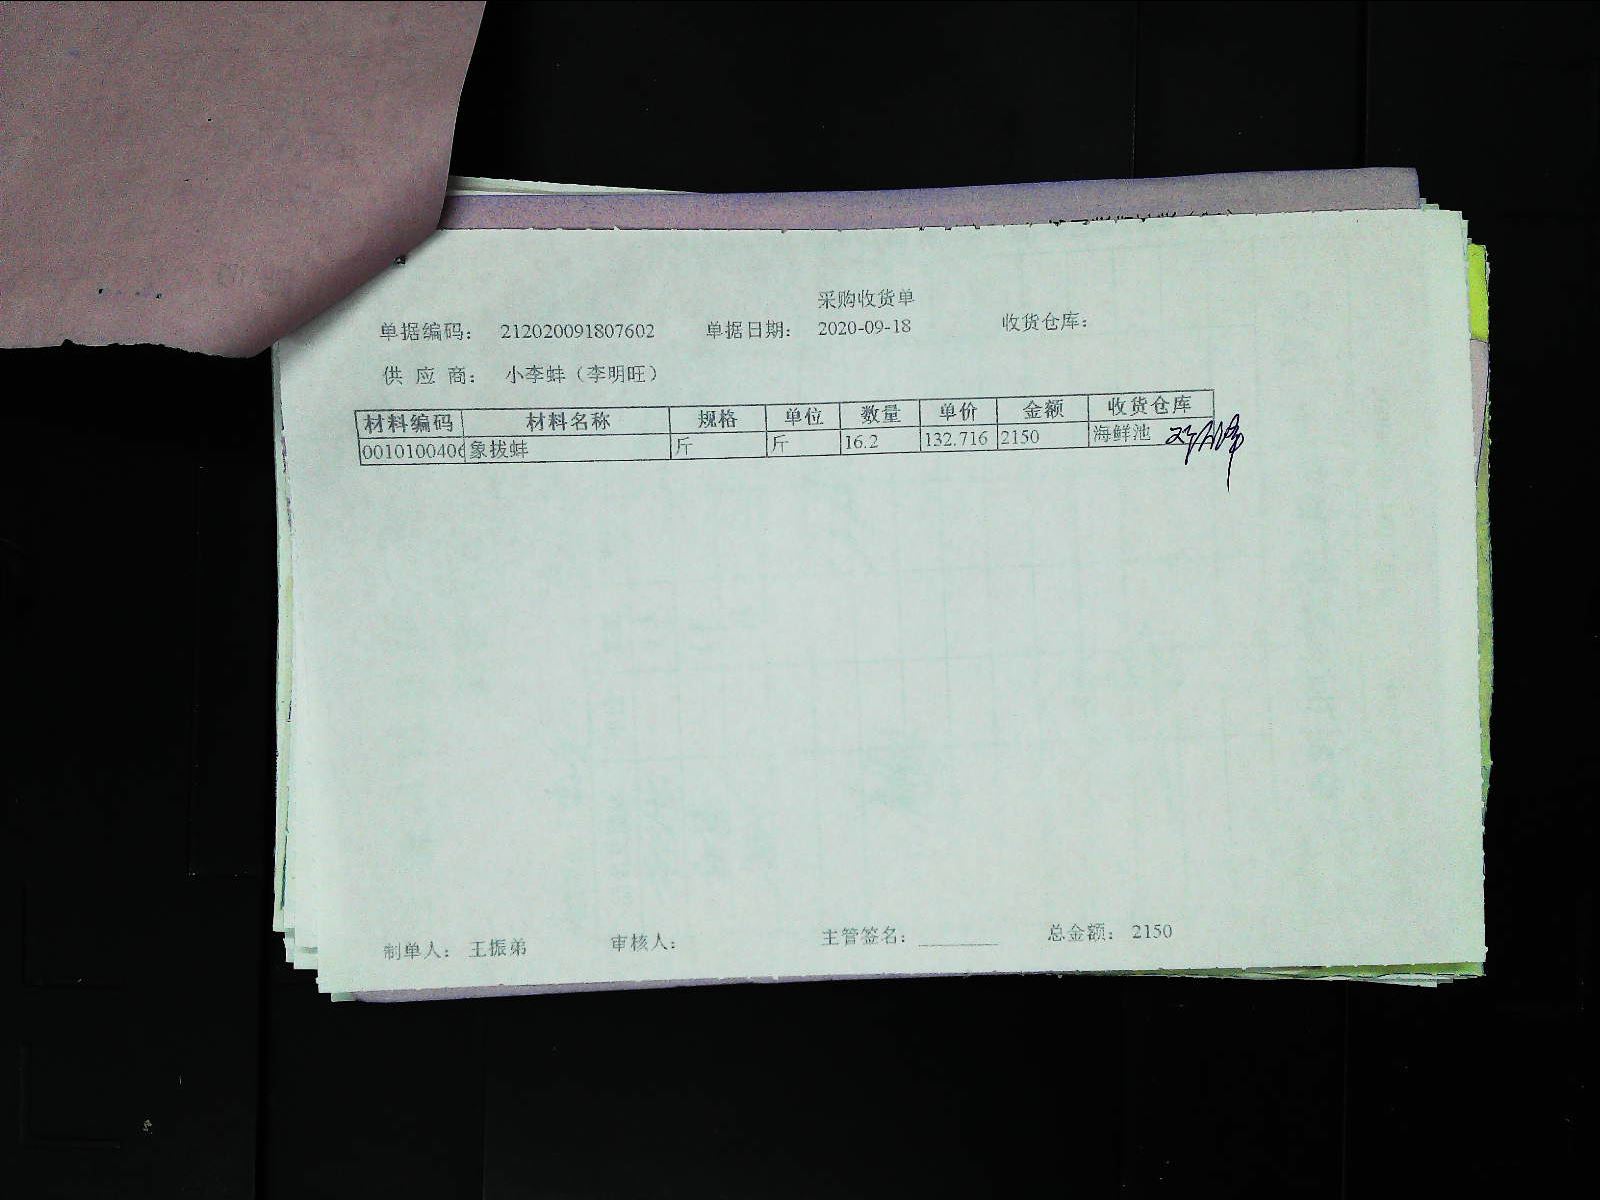 采购收货单
单据编码： 212020091807602 单据日期： 2020-09-18 收货仓库：
供 应 商： 小李蚌（李明旺）
材料编码 材料名称 规格 单位 数量 单价 金额 收货仓库
0010100406 象拔蚌 斤 斤 16.2 132.716 2150 海鲜池
制单人： 王振弟 审核人： 主管签名： 总金额： 2150